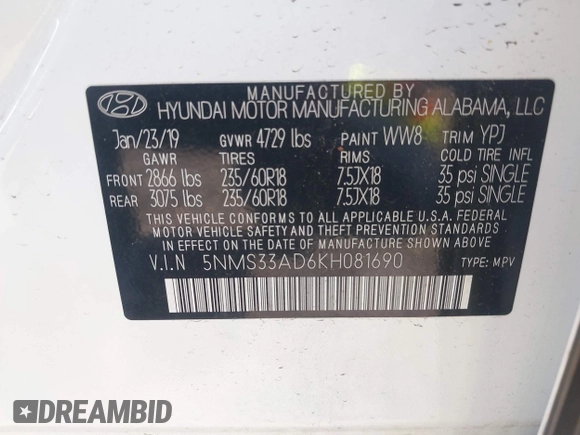 MANUFACTURED BY
HYUNDAI MOTOR MANUFACTURING ALABAMA, LLC
Jan/23/19 GVWR 4729 lbs PAINT WW8 TRIM YPJ
GAWR TIRES RIMS COLD TIRE INFL
FRONT 2866 lbs 235/60R18 7.5JX18 35 psi SINGLE
REAR 3075 lbs 235/60R18 7.5JX18 35 psi SINGLE
THIS VEHICLE CONFORMS TO ALL APPLICABLE U.S.A. FEDERAL
MOTOR VEHICLE SAFETY AND THEFT PREVENTION STANDARDS
IN EFFECT ON THE DATE OF MANUFACTURE SHOWN ABOVE.
V.I.N 5NMS33AD6KH081690 TYPE: MPV
DREAMBID